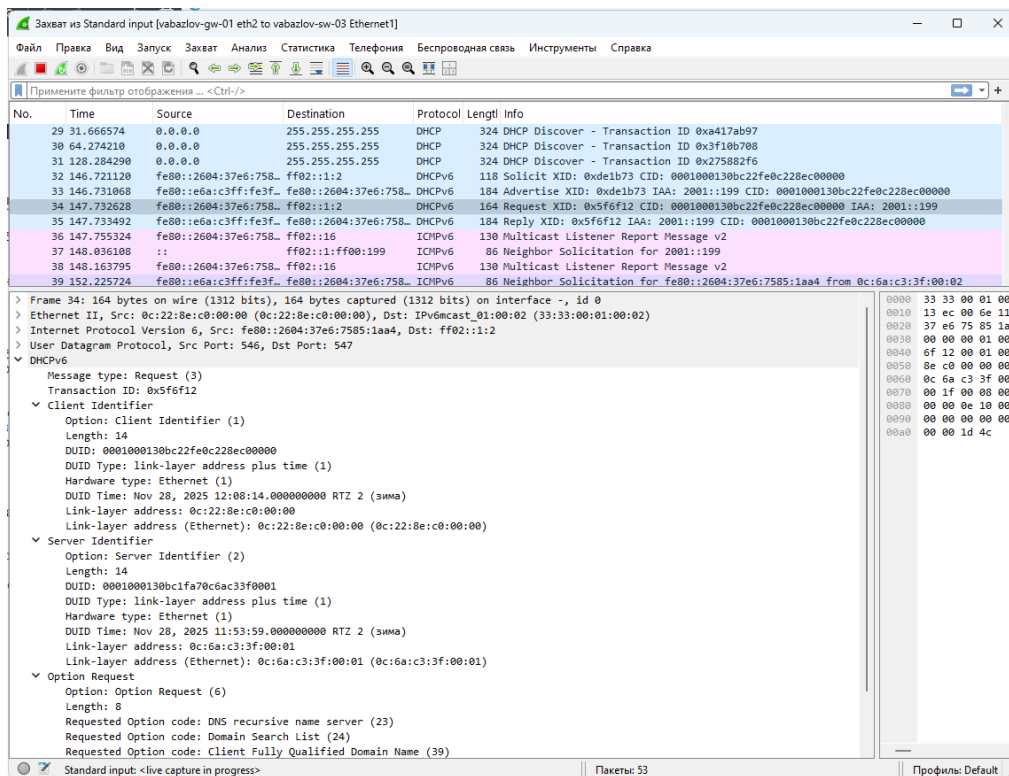 Захват из Standard input [vabazlov-gw-01 eth2 to vabazlov-sw-03 Ethernet1]
Файл Правка Вид Запуск Захват Анализ Статистика Телефония Беспроводная связь Инструменты Справка
Примените фильтр отображения ... <Ctrl-/>
No. Time Source Destination Protocol Lengtl Info
29 31.666574 0.0.0.0 255.255.255.255 DHCP 324 DHCP Discover - Transaction ID 0xa417ab97
30 64.274210 0.0.0.0 255.255.255.255 DHCP 324 DHCP Discover - Transaction ID 0x3f10b708
31 128.284290 0.0.0.0 255.255.255.255 DHCP 324 DHCP Discover - Transaction ID 0x275882f6
32 146.721120 fe80::2604:37e6:758… ff02::1:2 DHCPv6 118 Solicit XID: 0xde1b73 CID: 0001000130bc22fe0c228ec00000
33 146.731068 fe80::e6a:c3ff:fe3f… fe80::2604:37e6:758… DHCPv6 184 Advertise XID: 0xde1b73 IAA: 2001::199 CID: 0001000130bc22fe0c228ec00000
34 147.732628 fe80::2604:37e6:758… ff02::1:2 DHCPv6 164 Request XID: 0x5f6f12 CID: 0001000130bc22fe0c228ec00000 IAA: 2001::199
35 147.733492 fe80::e6a:c3ff:fe3f… fe80::2604:37e6:758… DHCPv6 184 Reply XID: 0x5f6f12 IAA: 2001::199 CID: 0001000130bc22fe0c228ec00000
36 147.755324 fe80::2604:37e6:758… ff02::16 ICMPv6 130 Multicast Listener Report Message v2
37 148.036108 :: ff02::1:ff00:199 ICMPv6 86 Neighbor Solicitation for 2001::199
38 148.163795 fe80::2604:37e6:758… ff02::16 ICMPv6 130 Multicast Listener Report Message v2
39 152.225724 fe80::e6a:c3ff:fe3f… fe80::2604:37e6:758… ICMPv6 86 Neighbor Solicitation for fe80::2604:37e6:7585:1aa4 from 0c:6a:c3:3f:00:02
Frame 34: 164 bytes on wire (1312 bits), 164 bytes captured (1312 bits) on interface -, id 0
Ethernet II, Src: 0c:22:8e:c0:00:00 (0c:22:8e:c0:00:00), Dst: IPv6mcast_01:00:02 (33:33:00:01:00:02)
Internet Protocol Version 6, Src: fe80::2604:37e6:7585:1aa4, Dst: ff02::1:2
User Datagram Protocol, Src Port: 546, Dst Port: 547
DHCPv6
Message type: Request (3)
Transaction ID: 0x5f6f12
Client Identifier
Option: Client Identifier (1)
Length: 14
DUID: 0001000130bc22fe0c228ec00000
DUID Type: link-layer address plus time (1)
Hardware type: Ethernet (1)
DUID Time: Nov 28, 2025 12:08:14.000000000 RTZ 2 (зима)
Link-layer address: 0c:22:8e:c0:00:00
Link-layer address (Ethernet): 0c:22:8e:c0:00:00 (0c:22:8e:c0:00:00)
Server Identifier
Option: Server Identifier (2)
Length: 14
DUID: 0001000130bc1fa70c6ac33f0001
DUID Type: link-layer address plus time (1)
Hardware type: Ethernet (1)
DUID Time: Nov 28, 2025 11:53:59.000000000 RTZ 2 (зима)
Link-layer address: 0c:6a:c3:3f:00:01
Link-layer address (Ethernet): 0c:6a:c3:3f:00:01 (0c:6a:c3:3f:00:01)
Option Request
Option: Option Request (6)
Length: 8
Requested Option code: DNS recursive name server (23)
Requested Option code: Domain Search List (24)
Requested Option code: Client Fully Qualified Domain Name (39)
0000 33 33 00 01 00
0010 13 ec 00 6e 11
0020 37 e6 75 85 1a
0030 00 00 00 01 00
0040 6f 12 00 01 00
0050 8e c0 00 00 00
0060 0c 6a c3 3f 00
0070 00 1f 00 08 00
0080 00 00 0e 10 00
0090 00 00 00 00 00
00a0 00 00 1d 4c
Standard input: <live capture in progress> Пакеты: 53 Профиль: Default